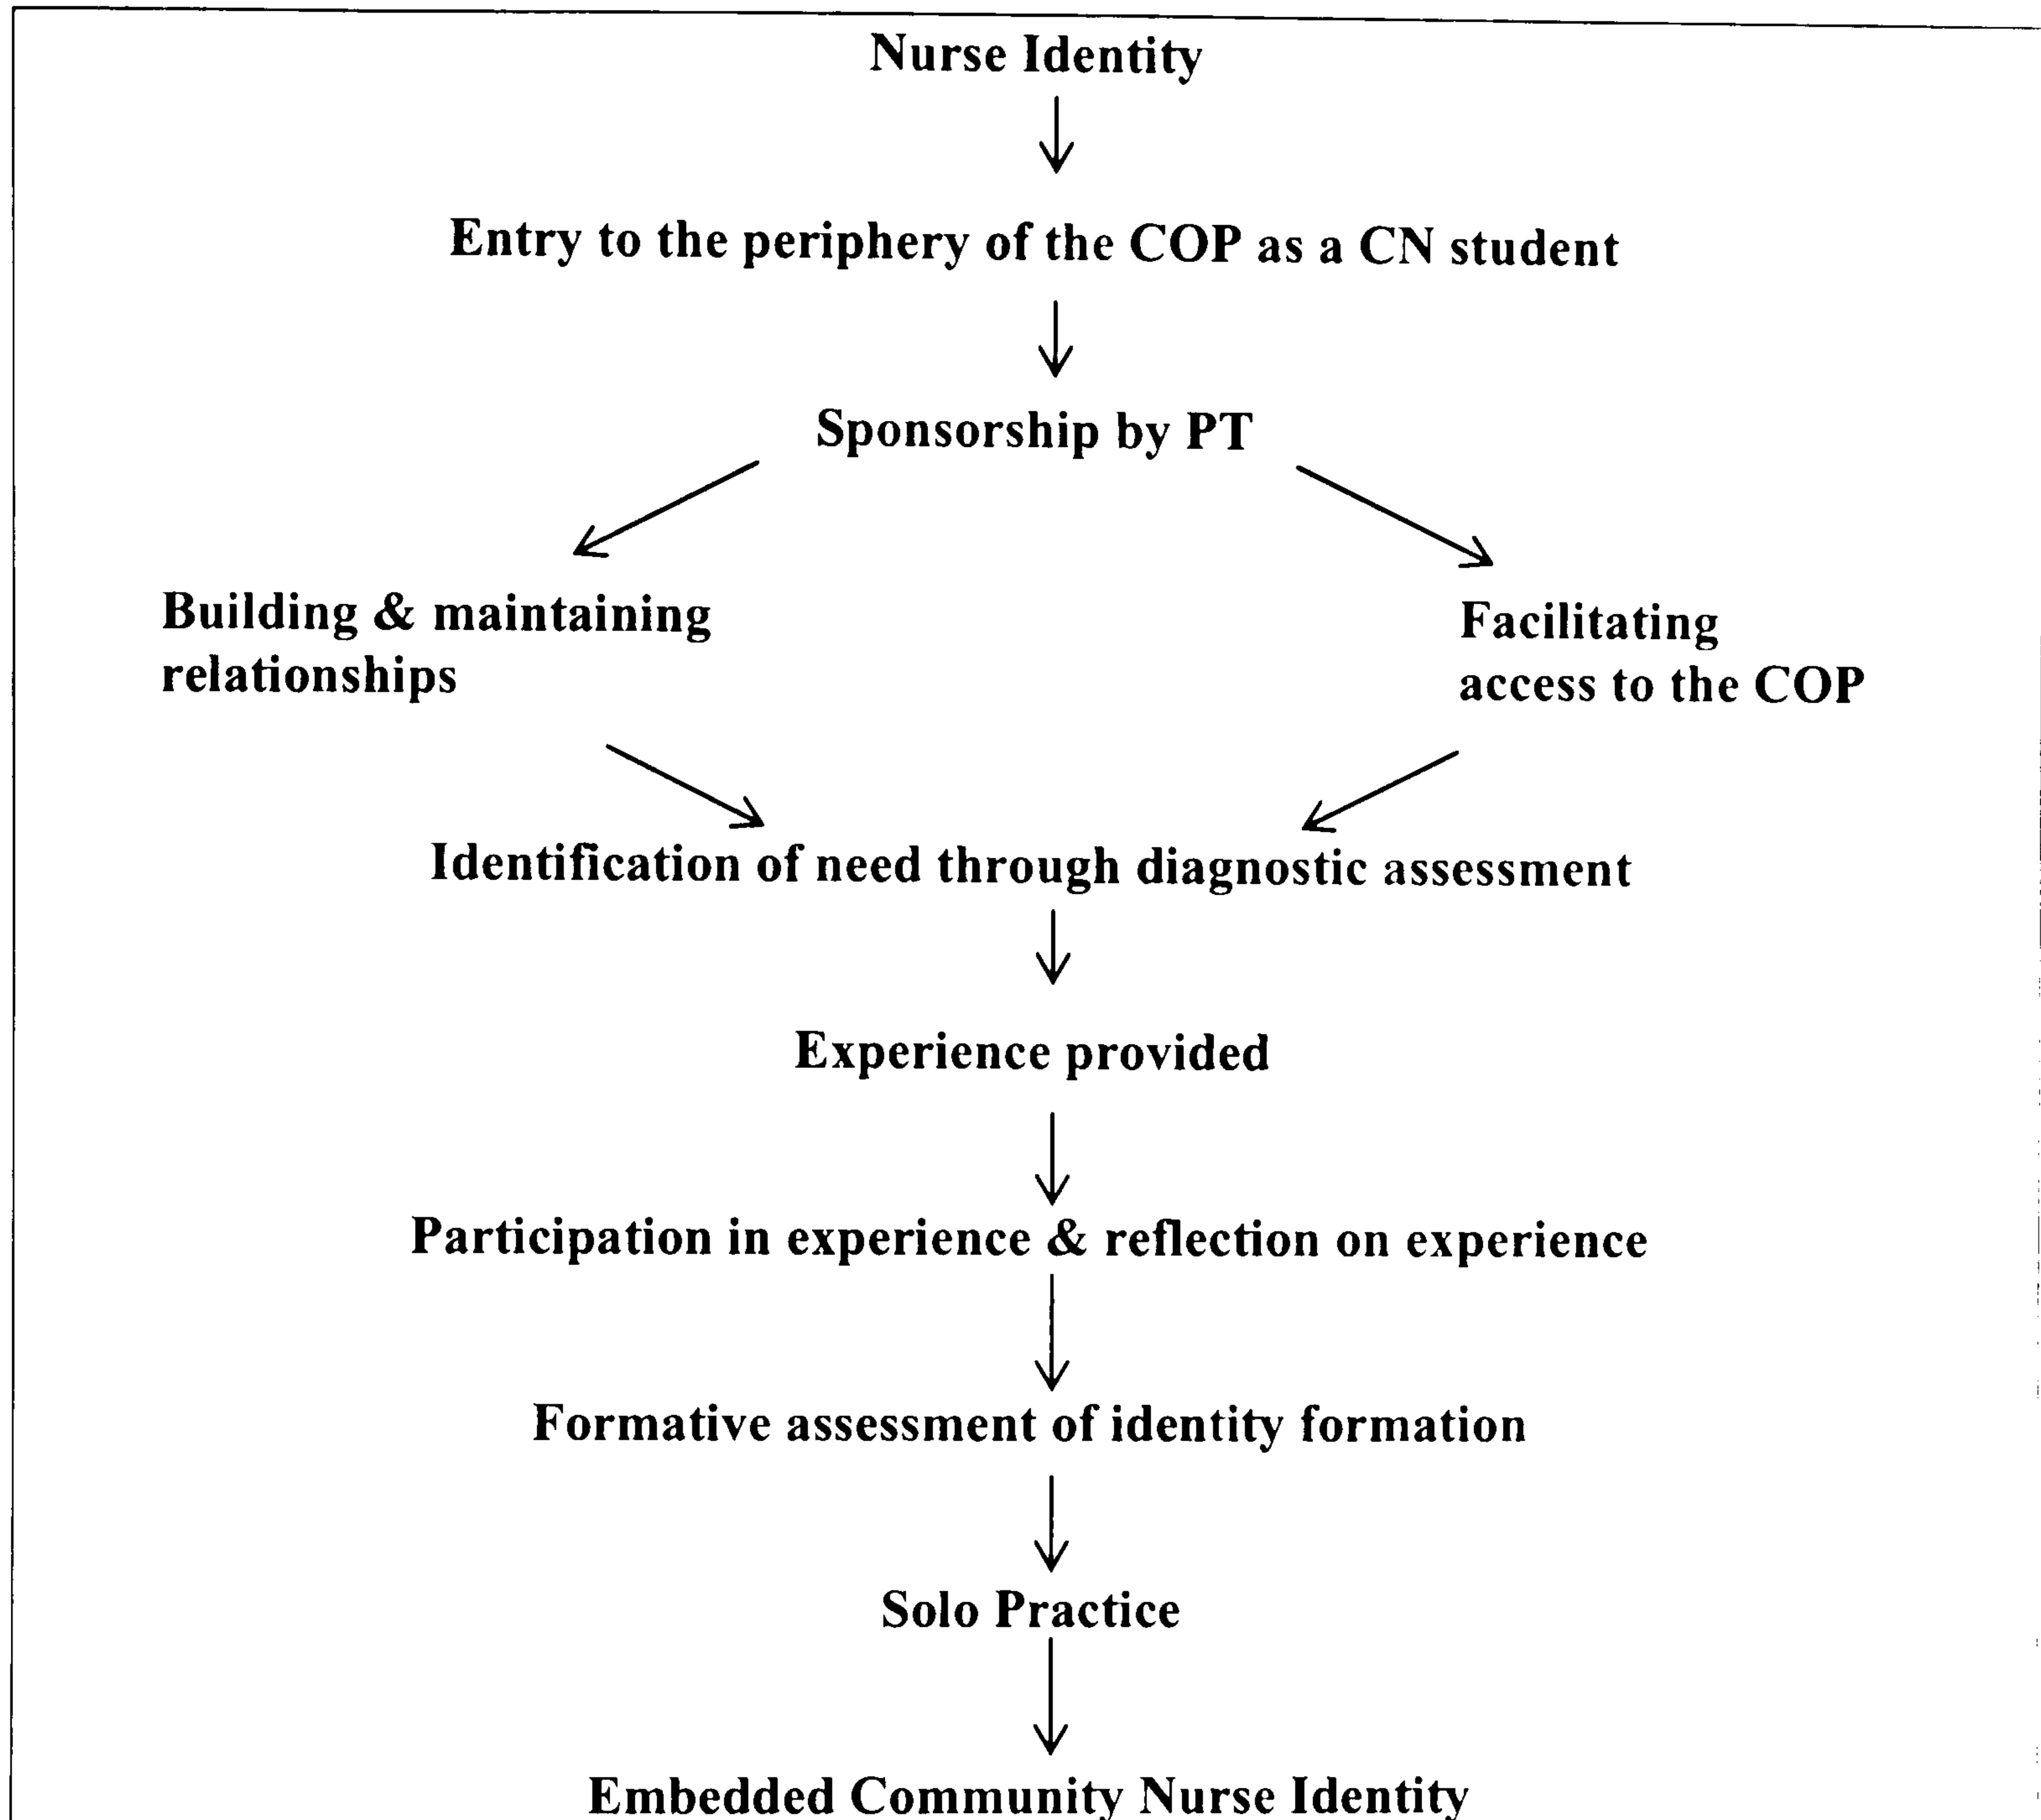 Nurse Identity
Entry to the periphery of the COP as a CN student
Sponsorship by PT
Building & maintaining
relationships
Facilitating
access to the COP
Identification of need through diagnostic assessment
Experience provided
Participation in experience & reflection on experience
Formative assessment of identity formation
Solo Practice
Embedded Community Nurse Identity